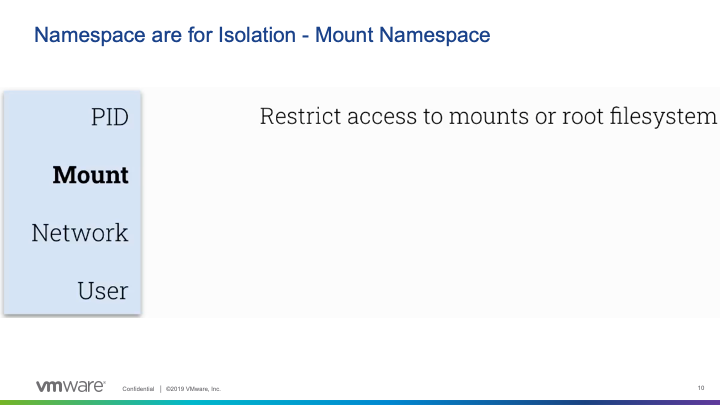 Namespace are for Isolation - Mount Namespace
PID
Restrict access to mounts or root filesystem
Mount
Network
User
vmware®
Confidential | ©2019 VMware, Inc.
10